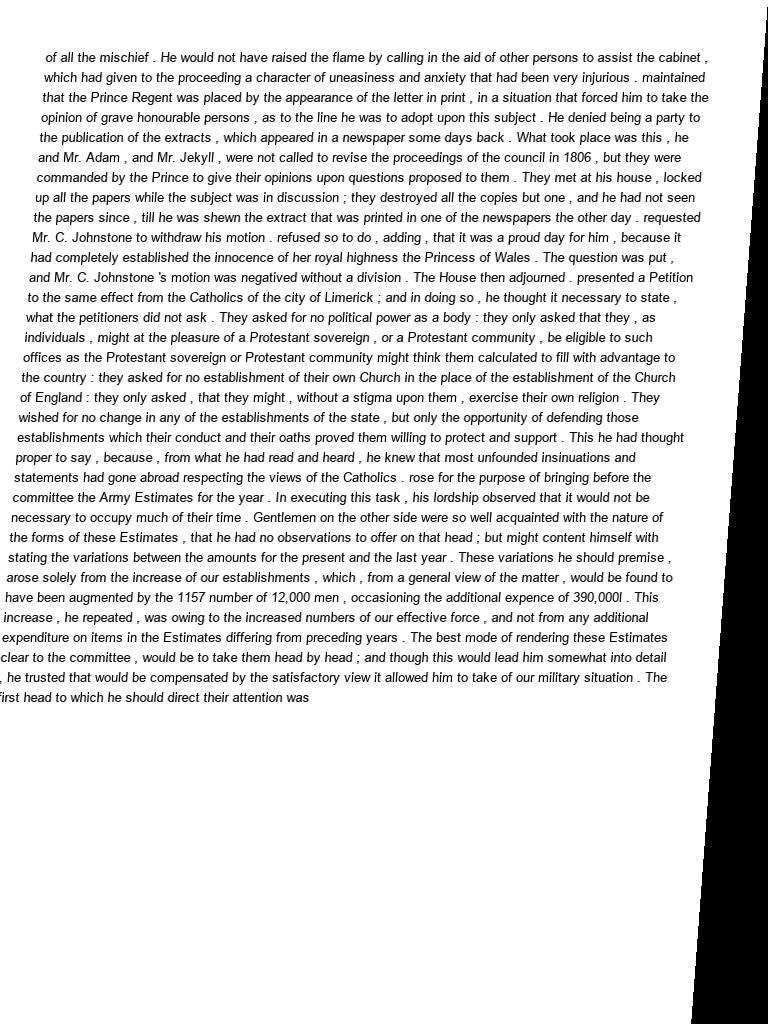 of all the mischief . He would not have raised the flame by calling in the aid of other persons to assist the cabinet ,
which had given to the proceeding a character of uneasiness and anxiety that had been very injurious . maintained
that the Prince Regent was placed by the appearance of the letter in print , in a situation that forced him to take the
opinion of grave honourable persons , as to the line he was to adopt upon this subject . He denied being a party to
the publication of the extracts , which appeared in a newspaper some days back . What took place was this , he
and Mr. Adam , and Mr. Jekyll , were not called to revise the proceedings of the council in 1806 , but they were
commanded by the Prince to give their opinions upon questions proposed to them . They met at his house , locked
up all the papers while the subject was in discussion ; they destroyed all the copies but one , and he had not seen
the papers since , till he was shewn the extract that was printed in one of the newspapers the other day . requested
Mr. C. Johnstone to withdraw his motion . refused so to do , adding , that it was a proud day for him , because it
had completely established the innocence of her royal highness the Princess of Wales . The question was put ,
and Mr. C. Johnstone 's motion was negatived without a division . The House then adjourned . presented a Petition
to the same effect from the Catholics of the city of Limerick ; and in doing so , he thought it necessary to state ,
what the petitioners did not ask . They asked for no political power as a body : they only asked that they , as
individuals , might at the pleasure of a Protestant sovereign , or a Protestant community , be eligible to such
offices as the Protestant sovereign or Protestant community might think them calculated to fill with advantage to
the country : they asked for no establishment of their own Church in the place of the establishment of the Church
of England : they only asked , that they might , without a stigma upon them , exercise their own religion . They
wished for no change in any of the establishments of the state , but only the opportunity of defending those
establishments which their conduct and their oaths proved them willing to protect and support . This he had thought
proper to say , because , from what he had read and heard , he knew that most unfounded insinuations and
statements had gone abroad respecting the views of the Catholics . rose for the purpose of bringing before the
committee the Army Estimates for the year . In executing this task , his lordship observed that it would not be
necessary to occupy much of their time . Gentlemen on the other side were so well acquainted with the nature of
the forms of these Estimates , that he had no observations to offer on that head ; but might content himself with
stating the variations between the amounts for the present and the last year . These variations he should premise ,
arose solely from the increase of our establishments , which , from a general view of the matter , would be found to
have been augmented by the 1157 number of 12,000 men , occasioning the additional expence of 390,000l . This
increase , he repeated , was owing to the increased numbers of our effective force , and not from any additional
expenditure on items in the Estimates differing from preceding years . The best mode of rendering these Estimates
clear to the committee , would be to take them head by head ; and though this would lead him somewhat into detail
, he trusted that would be compensated by the satisfactory view it allowed him to take of our military situation . The
first head to which he should direct their attention was